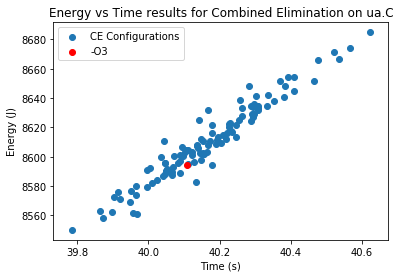 Energy vs Time results for Combined Elimination on ua.C
CE Configurations
-O3
Energy (J)
8680
8660
8640
8620
8600
8580
8560
39.8 40.0 40.2 40.4 40.6
Time (s)